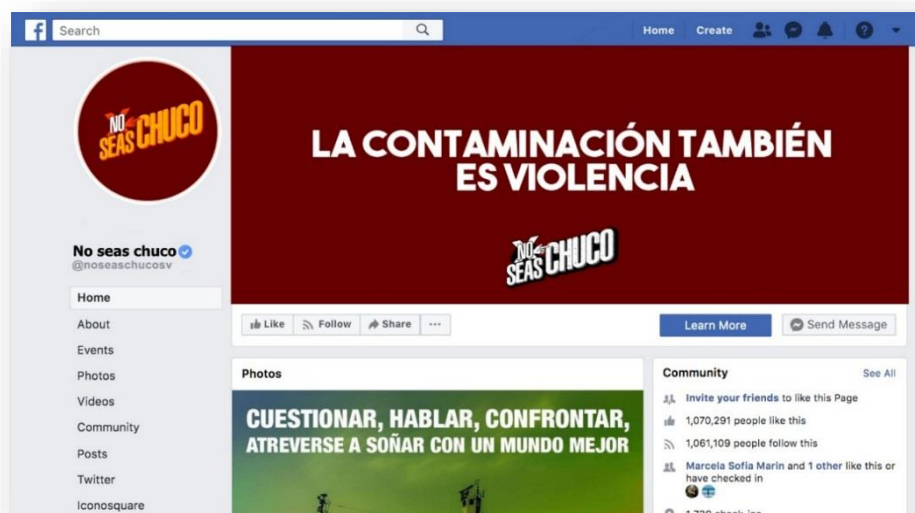 f Search
Home Create
NO
SEAS CHUCO
LA CONTAMINACIÓN TAMBIÉN
ES VIOLENCIA
NO
SEAS CHUCO
No seas chuco
@noseaschucosv
Home
About
Events
Photos
Videos
Community
Posts
Twitter
Iconosquare
Like Follow Share ...
Learn More Send Message
Photos
CUESTIONAR, HABLAR, CONFRONTAR,
ATREVERSE A SOÑAR CON UN MUNDO MEJOR
Community See All
Invite your friends to like this Page
1,070,291 people like this
1,061,109 people follow this
Marcela Sofia Marin and 1 other like this or
have checked in